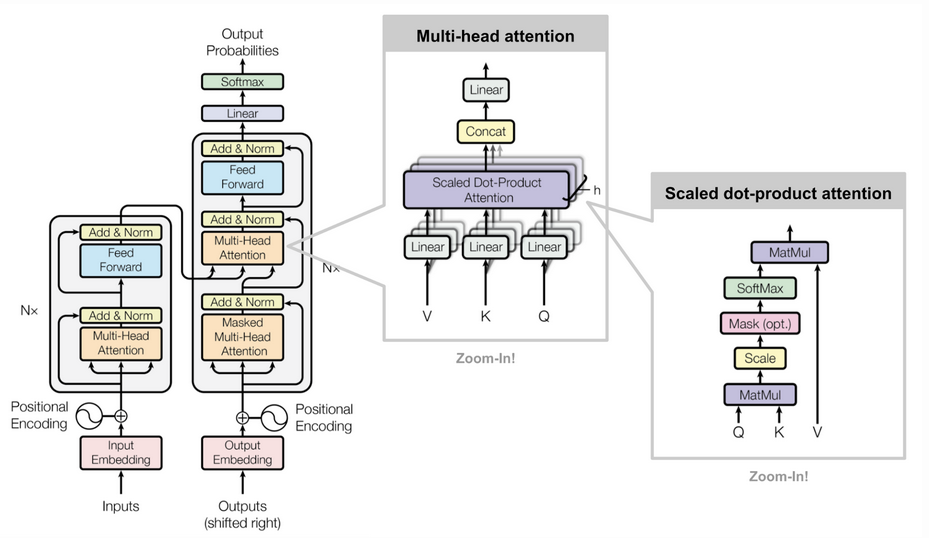 Output
Probabilities
Softmax
Linear
Add & Norm
Feed
Forward
Add & Norm
Multi-Head
Attention
Add & Norm
Masked
Multi-Head
Attention
Nx
Positional
Encoding
Output
Embedding
Outputs
(shifted right)
Add & Norm
Feed
Forward
Nx
Add & Norm
Multi-Head
Attention
Positional
Encoding
Input
Embedding
Inputs
Multi-head attention
Linear
Concat
Scaled Dot-Product
Attention
h
Linear Linear Linear
V K Q
Zoom-In!
Scaled dot-product attention
MatMul
SoftMax
Mask (opt.)
Scale
MatMul
Q K V
Zoom-In!